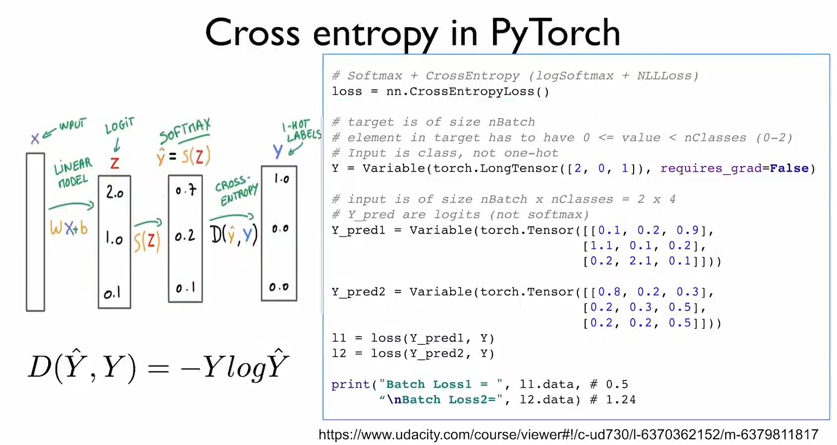 Cross entropy in PyTorch
X
INPUT
LINEAR
MODEL
WX+b
LOGIT
Z
2.0
1.0
0.1
S(Z)
SOFTMAX
Ŷ = S(Z)
0.7
0.2
0.1
CROSS-
ENTROPY
D(Ŷ,Y)
1-HOT
LABELS
Y
1.0
0.0
0.0
D(Ŷ, Y) = −Y log Ŷ
# Softmax + CrossEntropy (logSoftmax + NLLLoss)
loss = nn.CrossEntropyLoss()
# target is of size nBatch
# element in target has to have 0 <= value < nClasses (0-2)
# Input is class, not one-hot
Y = Variable(torch.LongTensor([2, 0, 1]), requires_grad=False)
# input is of size nBatch x nClasses = 2 x 4
# Y_pred are logits (not softmax)
Y_pred1 = Variable(torch.Tensor([[0.1, 0.2, 0.9],
[1.1, 0.1, 0.2],
[0.2, 2.1, 0.1]]))
Y_pred2 = Variable(torch.Tensor([[0.8, 0.2, 0.3],
[0.2, 0.3, 0.5],
[0.2, 0.2, 0.5]]))
l1 = loss(Y_pred1, Y)
l2 = loss(Y_pred2, Y)
print("Batch Loss1 = ", l1.data, # 0.5
“\nBatch Loss2=", l2.data) # 1.24
https://www.udacity.com/course/viewer#!/c-ud730/l-6370362152/m-6379811817